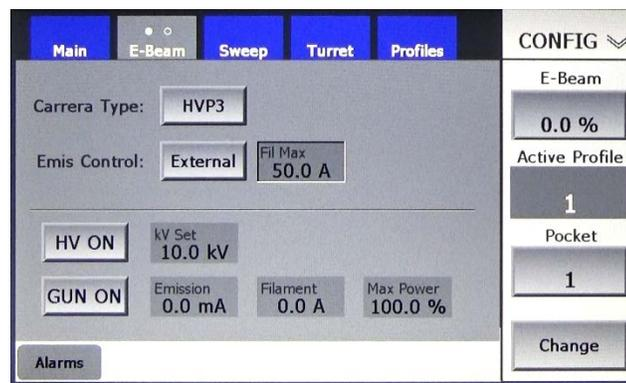 Main E-Beam Sweep Turret Profiles
CONFIG
Carrera Type: HVP3
Emis Control: External
Fil Max
50.0 A
HV ON
kV Set
10.0 kV
GUN ON
Emission
0.0 mA
Filament
0.0 A
Max Power
100.0 %
Alarms
E-Beam
0.0 %
Active Profile
1
Pocket
1
Change